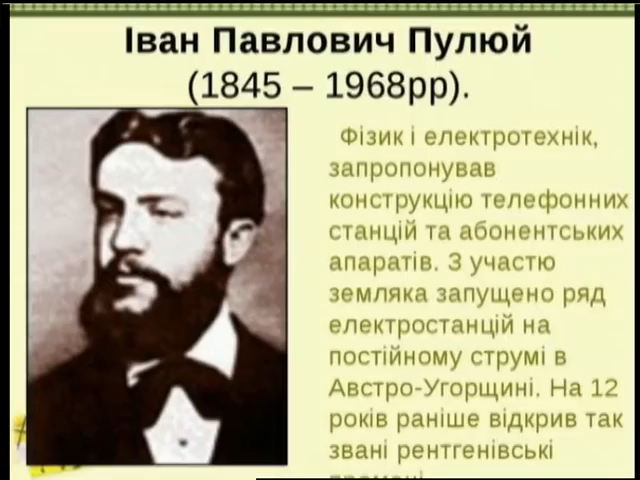 Іван Павлович Пулюй
(1845 – 1968рр).
Фізик і електротехнік,
запропонував
конструкцію телефонних
станцій та абонентських
апаратів. З участю
земляка запущено ряд
електростанцій на
постійному струмі в
Австро-Угорщині. На 12
років раніше відкрив так
звані рентгенівські